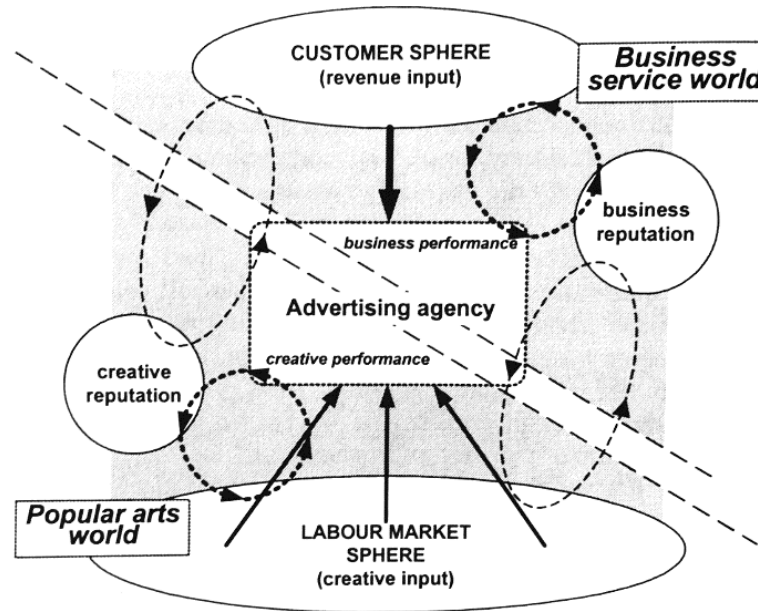 CUSTOMER SPHERE
(revenue input)
Business
service world
business
reputation
business performance
Advertising agency
creative performance
creative
reputation
Popular arts
world
LABOUR MARKET
SPHERE
(creative input)